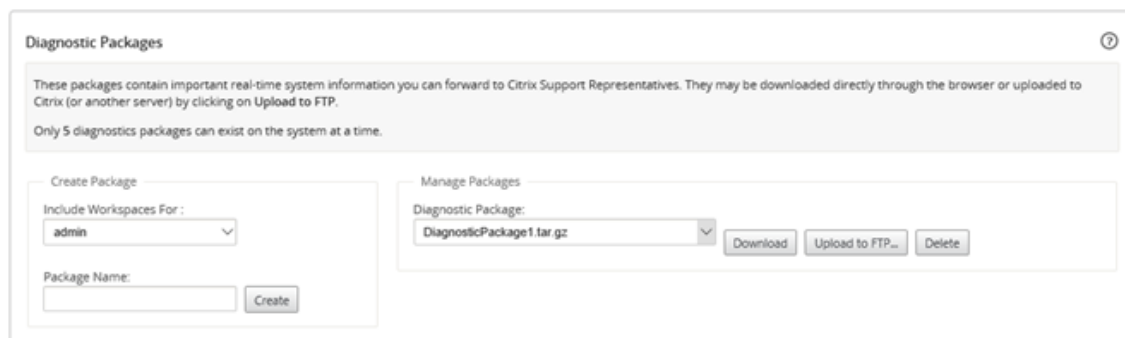 Diagnostic Packages
?
These packages contain important real-time system information you can forward to Citrix Support Representatives. They may be downloaded directly through the browser or uploaded to
Citrix (or another server) by clicking on Upload to FTP.
Only 5 diagnostics packages can exist on the system at a time.
Create Package
Include Workspaces For :
admin
Package Name:
Create
Manage Packages
Diagnostic Package:
DiagnosticPackage1.tar.gz
Download
Upload to FTP...
Delete